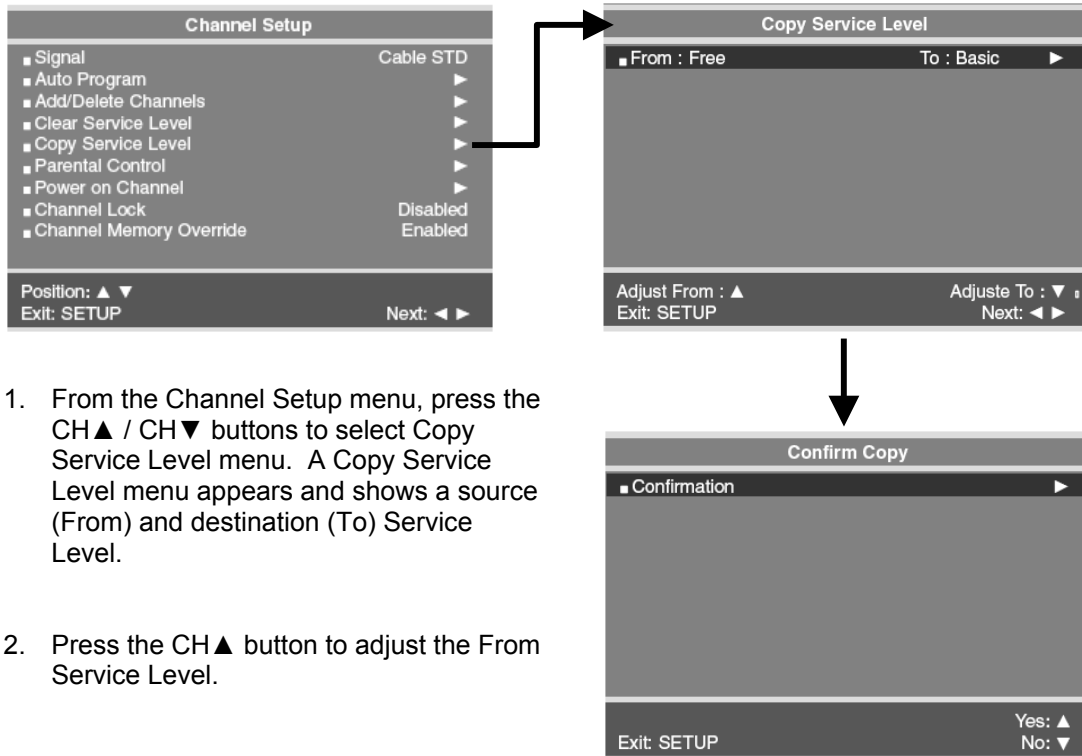 Channel Setup
■ Signal Cable STD
■ Auto Program ►
■ Add/Delete Channels ►
■ Clear Service Level ►
■ Copy Service Level ►
■ Parental Control ►
■ Power on Channel ►
■ Channel Lock Disabled
■ Channel Memory Override Enabled
Position: ▲ ▼
Exit: SETUP Next: ◄ ►
Copy Service Level
■ From : Free To : Basic ►
Adjust From : ▲ Adjuste To : ▼
Exit: SETUP Next: ◄ ►
1. From the Channel Setup menu, press the
CH▲ / CH▼ buttons to select Copy
Service Level menu. A Copy Service
Level menu appears and shows a source
(From) and destination (To) Service
Level.
2. Press the CH▲ button to adjust the From
Service Level.
Confirm Copy
■ Confirmation ►
Yes: ▲
Exit: SETUP No: ▼